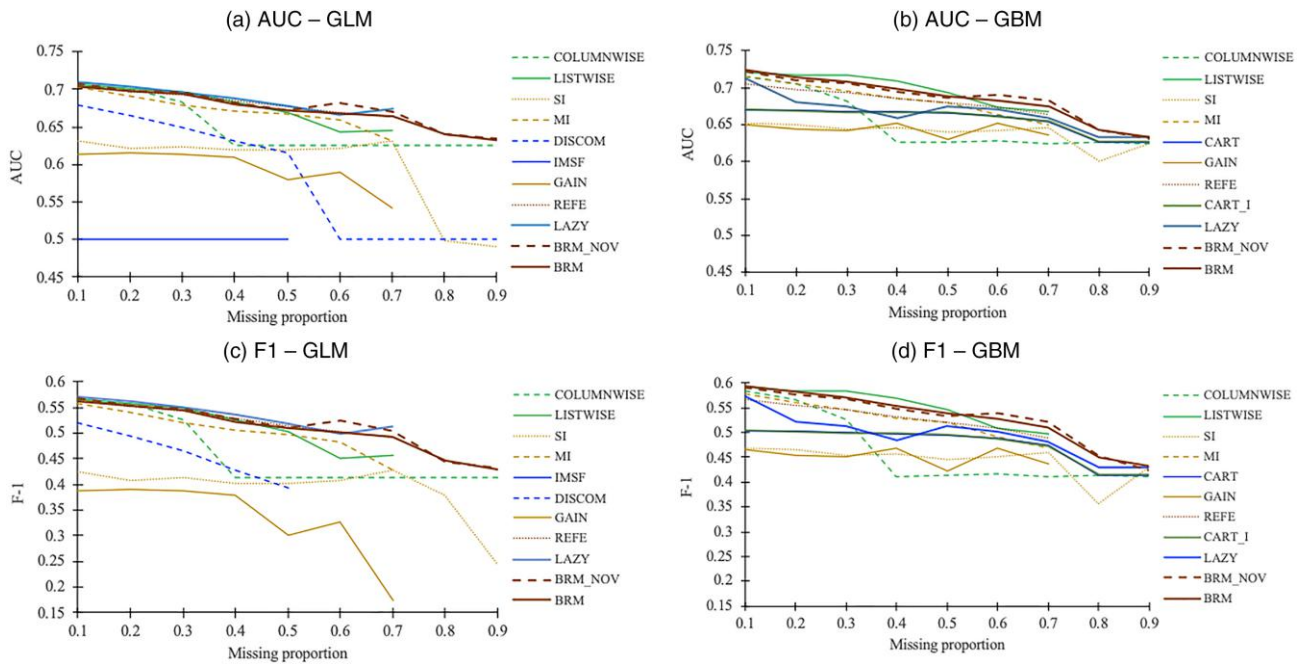 (a) AUC – GLM
0.75
0.7
0.65
0.6
0.55
0.5
0.45
AUC
0.1 0.2 0.3 0.4 0.5 0.6 0.7 0.8 0.9
Missing proportion
COLUMNWISE
LISTWISE
SI
MI
DISCOM
IMSF
GAIN
REFE
LAZY
BRM_NOV
BRM
(b) AUC – GBM
0.75
0.7
0.65
0.6
0.55
0.5
0.45
AUC
0.1 0.2 0.3 0.4 0.5 0.6 0.7 0.8 0.9
Missing proportion
COLUMNWISE
LISTWISE
SI
MI
CART
GAIN
REFE
CART_I
LAZY
BRM_NOV
BRM
(c) F1 – GLM
0.6
0.55
0.5
0.45
0.4
0.35
0.3
0.25
0.2
0.15
F-1
0.1 0.2 0.3 0.4 0.5 0.6 0.7 0.8 0.9
Missing proportion
COLUMNWISE
LISTWISE
SI
MI
IMSF
DISCOM
GAIN
REFE
LAZY
BRM_NOV
BRM
(d) F1 – GBM
0.6
0.55
0.5
0.45
0.4
0.35
0.3
0.25
0.2
0.15
F-1
0.1 0.2 0.3 0.4 0.5 0.6 0.7 0.8 0.9
Missing proportion
COLUMNWISE
LISTWISE
SI
MI
CART
GAIN
REFE
CART_I
LAZY
BRM_NOV
BRM